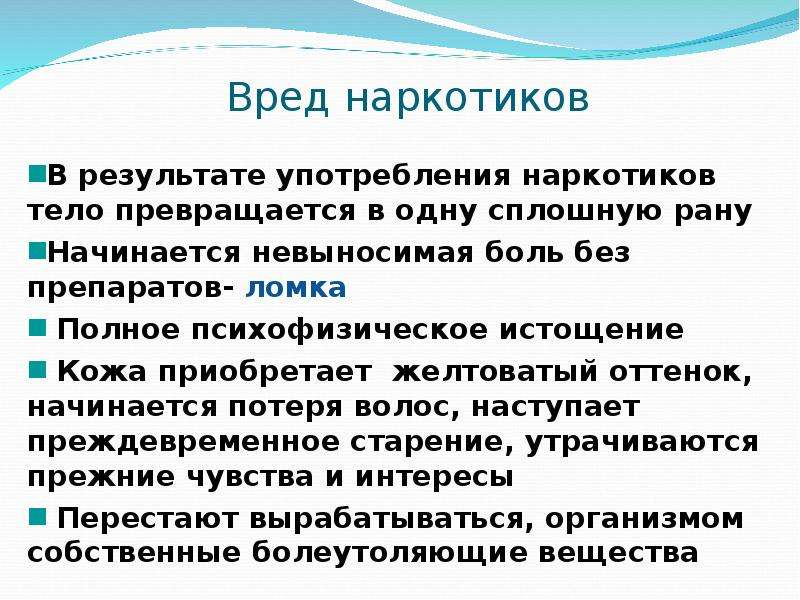 Вред наркотиков
В результате употребления наркотиков
тело превращается в одну сплошную рану
Начинается невыносимая боль без
препаратов- ломка
Полное психофизическое истощение
Кожа приобретает желтоватый оттенок,
начинается потеря волос, наступает
преждевременное старение, утрачиваются
прежние чувства и интересы
Перестают вырабатываться, организмом
собственные болеутоляющие вещества